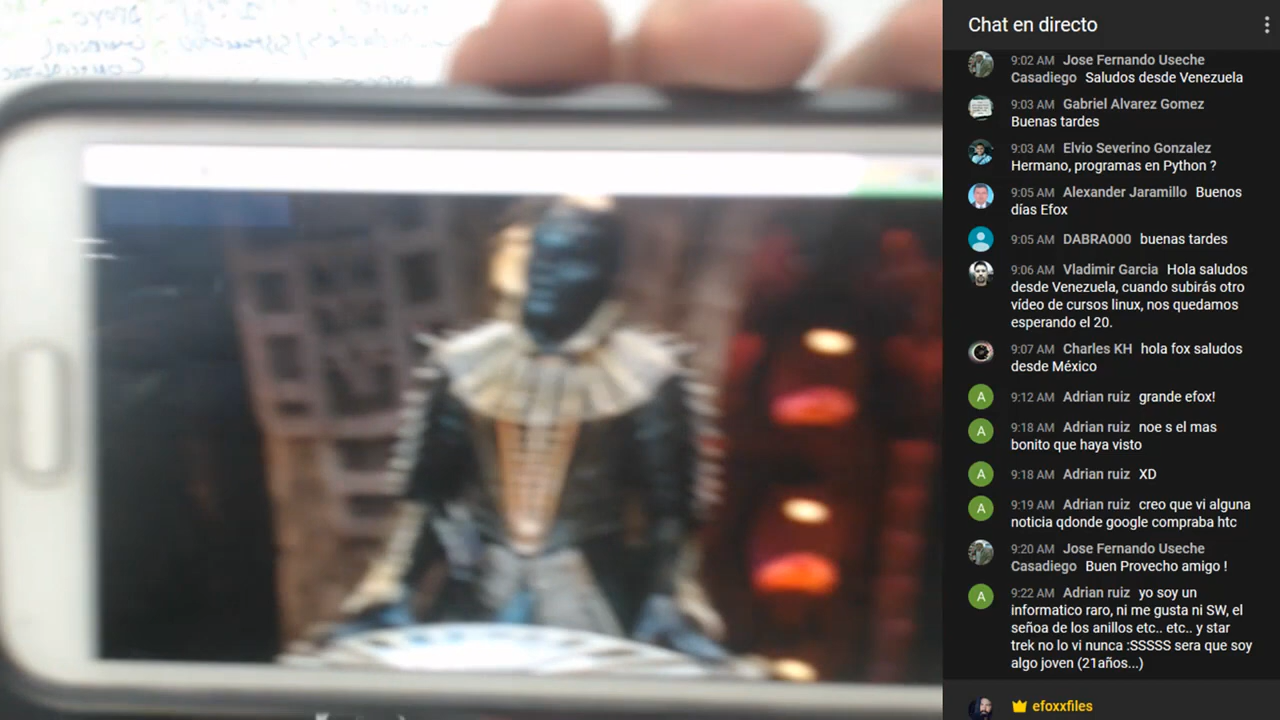 Chat en directo
9:02 AM Jose Fernando Useche
Casadiego Saludos desde Venezuela
9:03 AM Gabriel Alvarez Gomez
Buenas tardes
9:03 AM Elvio Severino Gonzalez
Hermano, programas en Python ?
9:05 AM Alexander Jaramillo Buenos
días Efox
9:05 AM DABRA000 buenas tardes
9:06 AM Vladimir Garcia Hola saludos
desde Venezuela, cuando subirás otro
vídeo de cursos linux, nos quedamos
esperando el 20.
9:07 AM Charles KH hola fox saludos
desde México
A 9:12 AM Adrian ruiz grande efox!
A 9:18 AM Adrian ruiz noe s el mas
bonito que haya visto
A 9:18 AM Adrian ruiz XD
A 9:19 AM Adrian ruiz creo que vi alguna
noticia qdonde google compraba htc
9:20 AM Jose Fernando Useche
Casadiego Buen Provecho amigo !
A 9:22 AM Adrian ruiz yo soy un
informatico raro, ni me gusta ni SW, el
señoa de los anillos etc.. etc.. y star
trek no lo vi nunca :SSSSS sera que soy
algo joven (21años...)
efoxxfiles